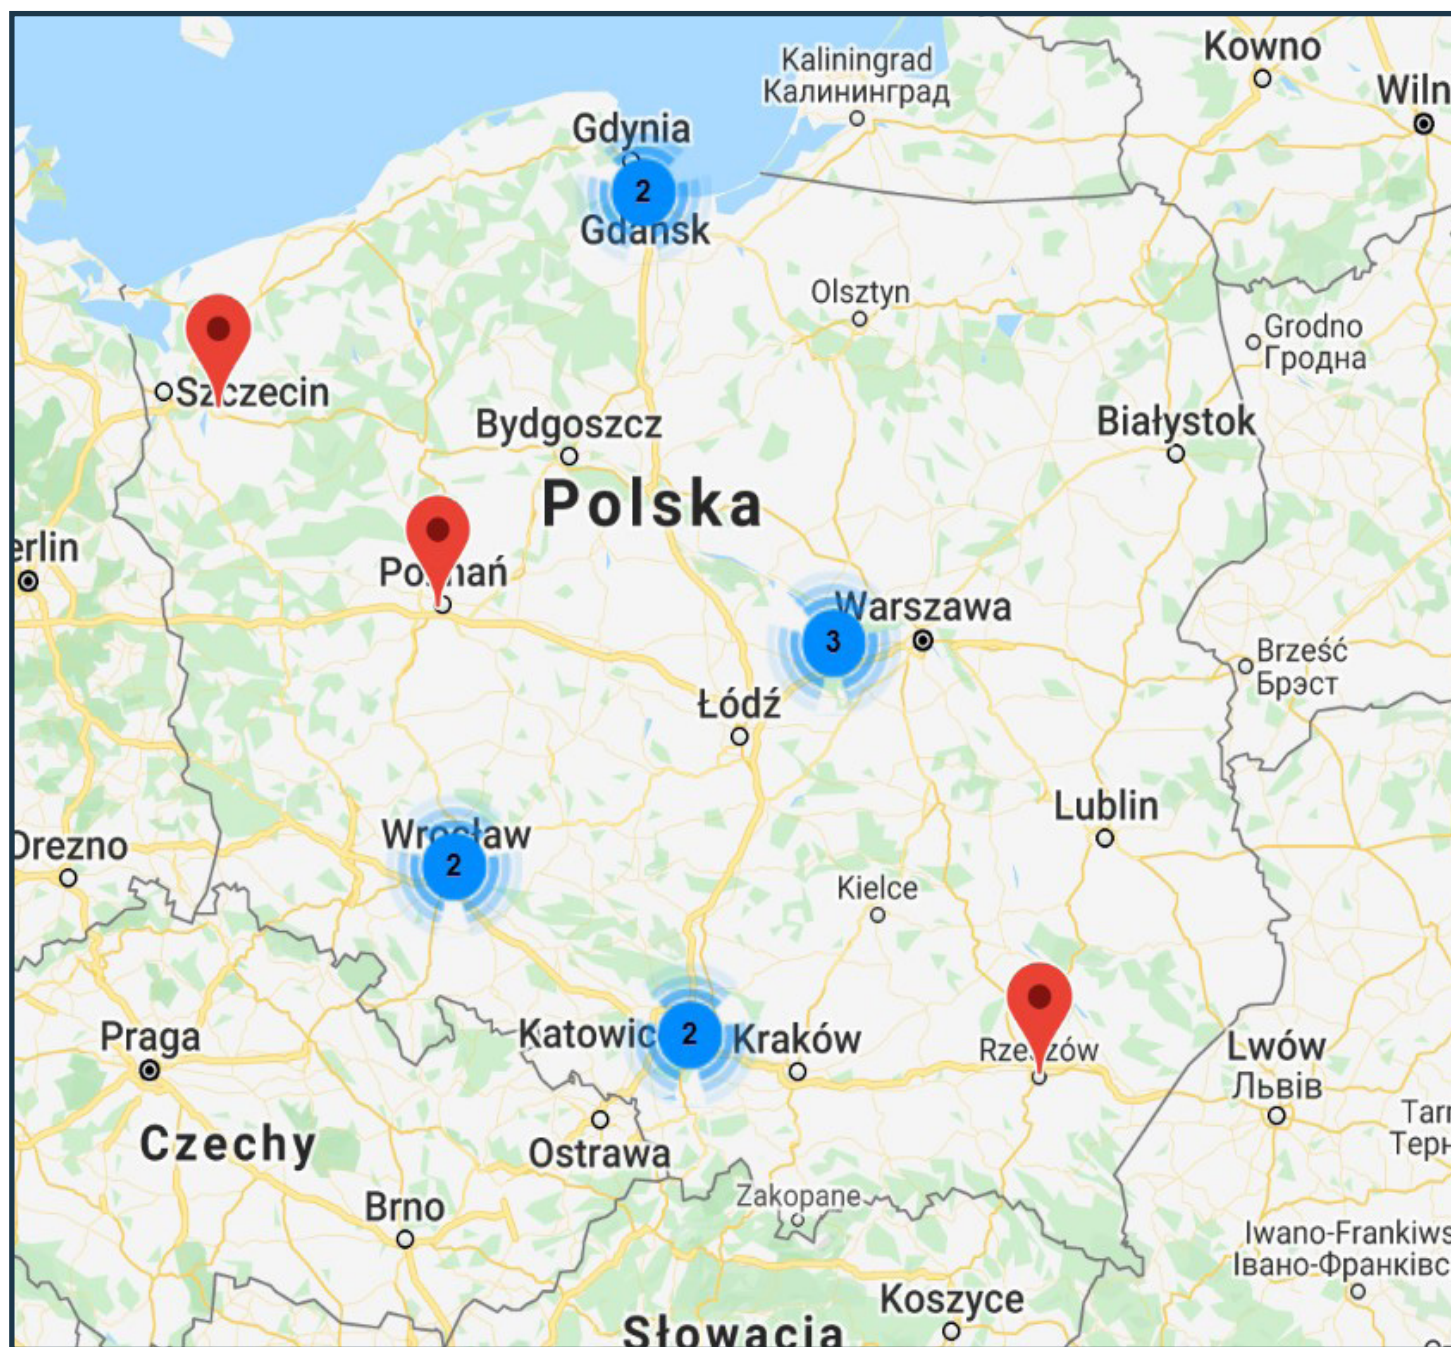 Kowno
Kaliningrad
Калининград
Wiln
Gdynia
2
Gdańsk
Olsztyn
Grodno
Гродна
Szczecin
Bydgoszcz
Białystok
Polska
erlin
Poznań
Warszawa
3
Brześć
Брэст
Łódź
Lublin
Wrocław
2
Drezno
Kielce
Praga
Katowic
2
Kraków
Rzeszów
Lwów
Львів
Tarn
Терн
Czechy
Ostrawa
Zakopane
Brno
Iwano-Frankiws
Івано-Франківс
Koszyce
Słowacja